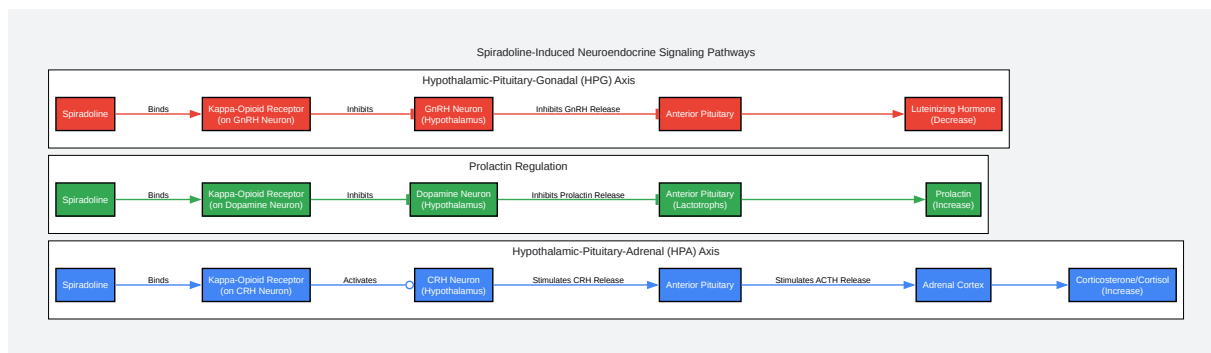 Spiradoline-Induced Neuroendocrine Signaling Pathways
Hypothalamic-Pituitary-Gonadal (HPG) Axis
Spiradoline
Binds
Kappa-Opioid Receptor
(on GnRH Neuron)
Inhibits
GnRH Neuron
(Hypothalamus)
Inhibits GnRH Release
Anterior Pituitary
Luteinizing Hormone
(Decrease)
Prolactin Regulation
Spiradoline
Binds
Kappa-Opioid Receptor
(on Dopamine Neuron)
Inhibits
Dopamine Neuron
(Hypothalamus)
Inhibits Prolactin Release
Anterior Pituitary
(Lactotrophs)
Prolactin
(Increase)
Hypothalamic-Pituitary-Adrenal (HPA) Axis
Spiradoline
Binds
Kappa-Opioid Receptor
(on CRH Neuron)
Activates
CRH Neuron
(Hypothalamus)
Stimulates CRH Release
Anterior Pituitary
Stimulates ACTH Release
Adrenal Cortex
Corticosterone/Cortisol
(Increase)